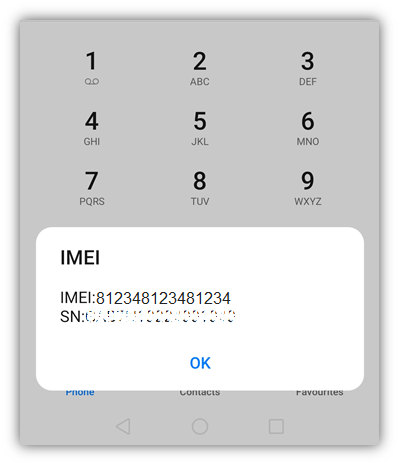 1 2 3
ABC DEF
4 5 6
GHI JKL MNO
7 8 9
PQRS TUV WXYZ
IMEI
IMEI:812348123481234
SN:
OK
Phone Contacts Favourites